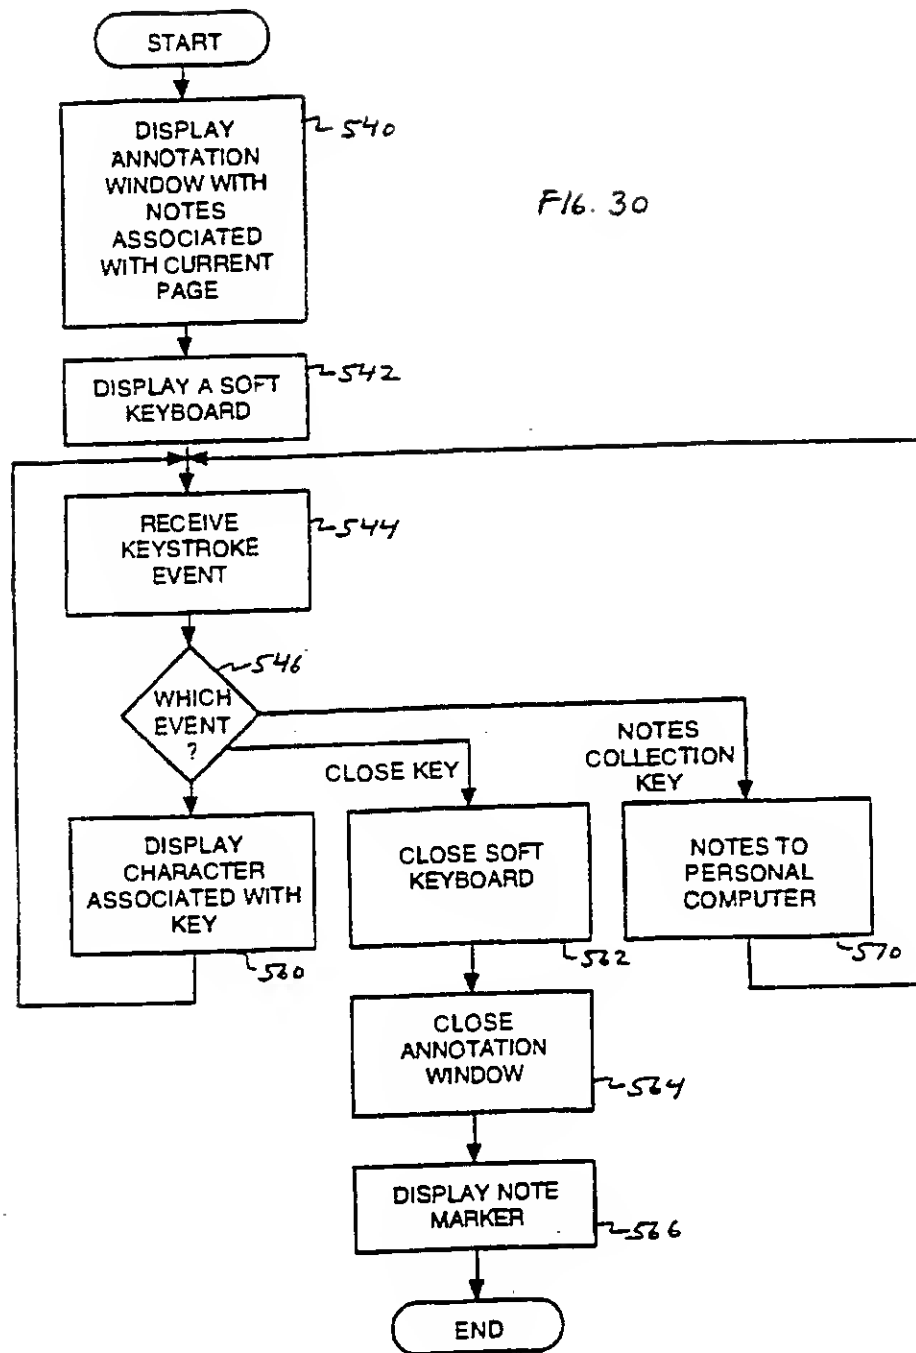 START
DISPLAY
ANNOTATION
WINDOW WITH
NOTES
ASSOCIATED
WITH CURRENT
PAGE
540
FIG. 30
DISPLAY A SOFT
KEYBOARD
542
RECEIVE
KEYSTROKE
EVENT
544
WHICH
EVENT
?
546
CLOSE KEY
NOTES
COLLECTION
KEY
DISPLAY
CHARACTER
ASSOCIATED WITH
KEY
560
CLOSE SOFT
KEYBOARD
562
NOTES TO
PERSONAL
COMPUTER
570
CLOSE
ANNOTATION
WINDOW
564
DISPLAY NOTE
MARKER
566
END